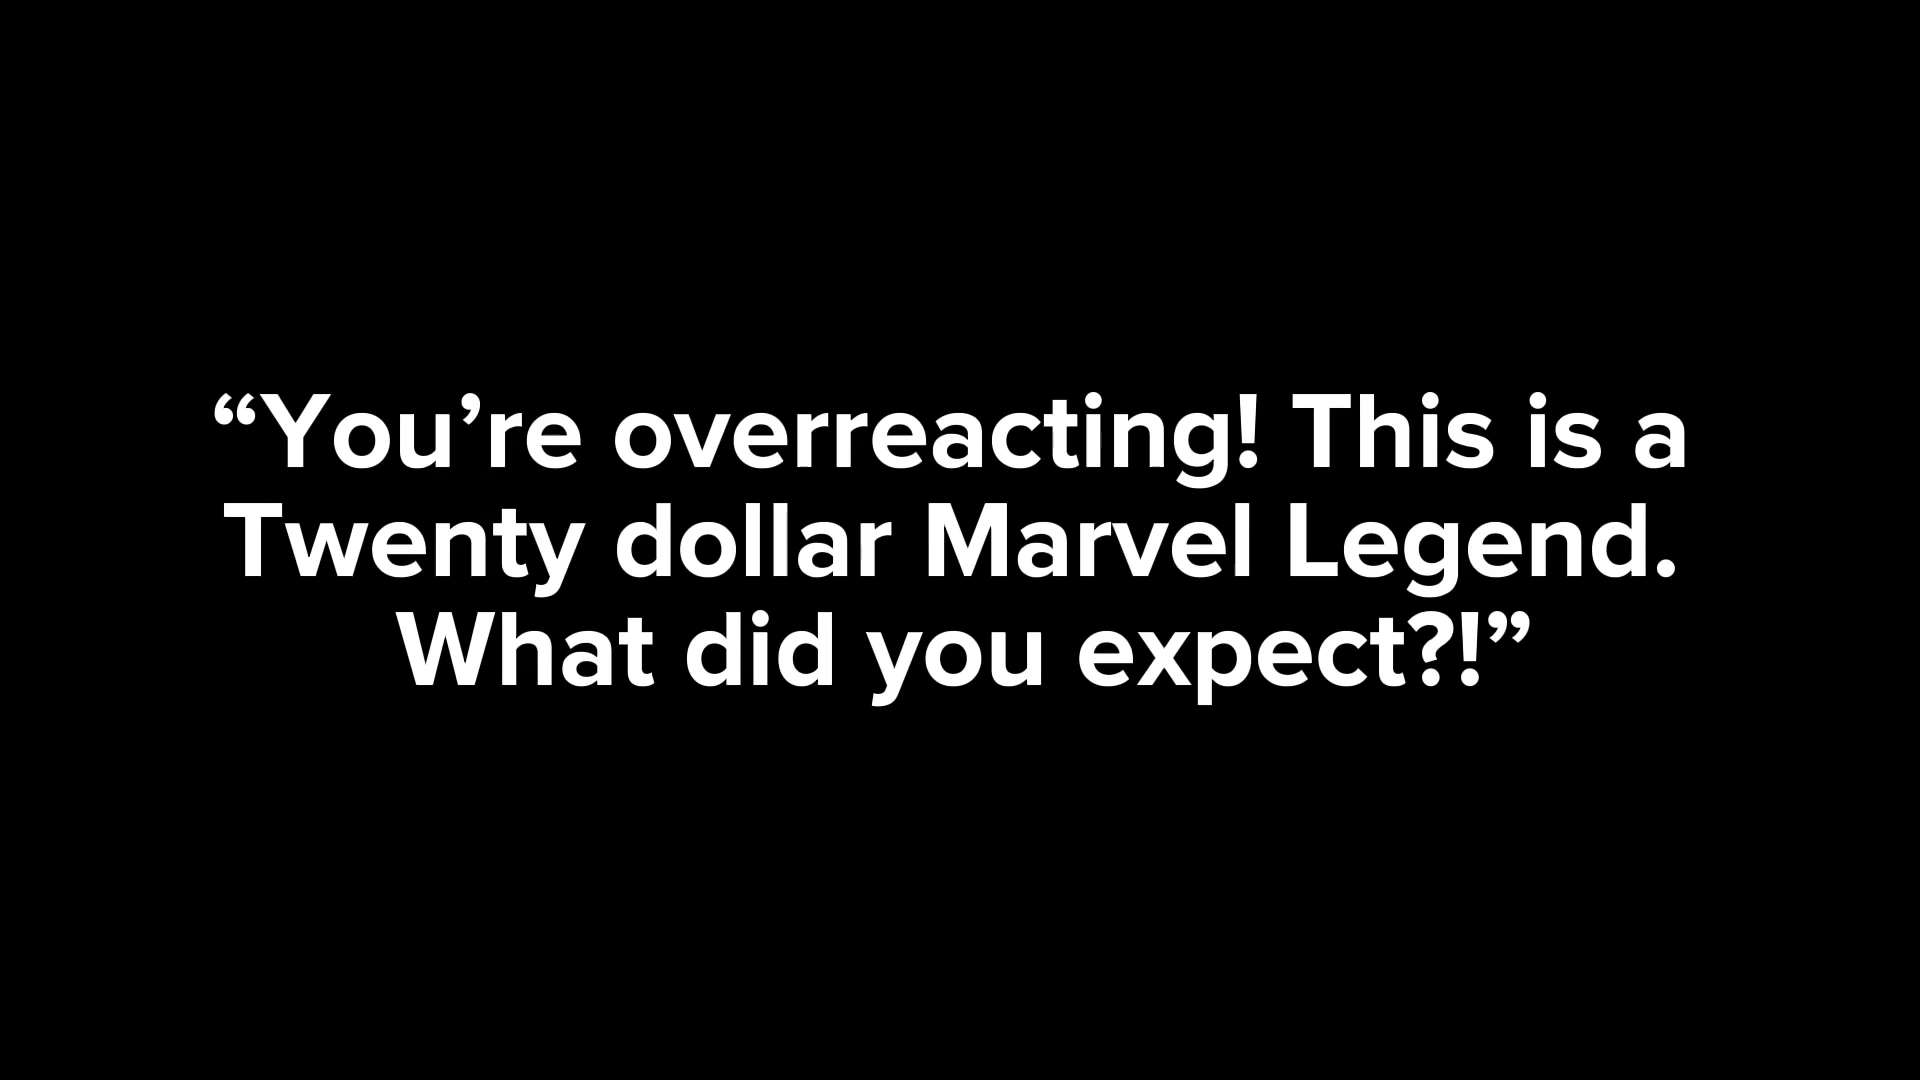 “You’re overreacting! This is a
Twenty dollar Marvel Legend.
What did you expect?!”